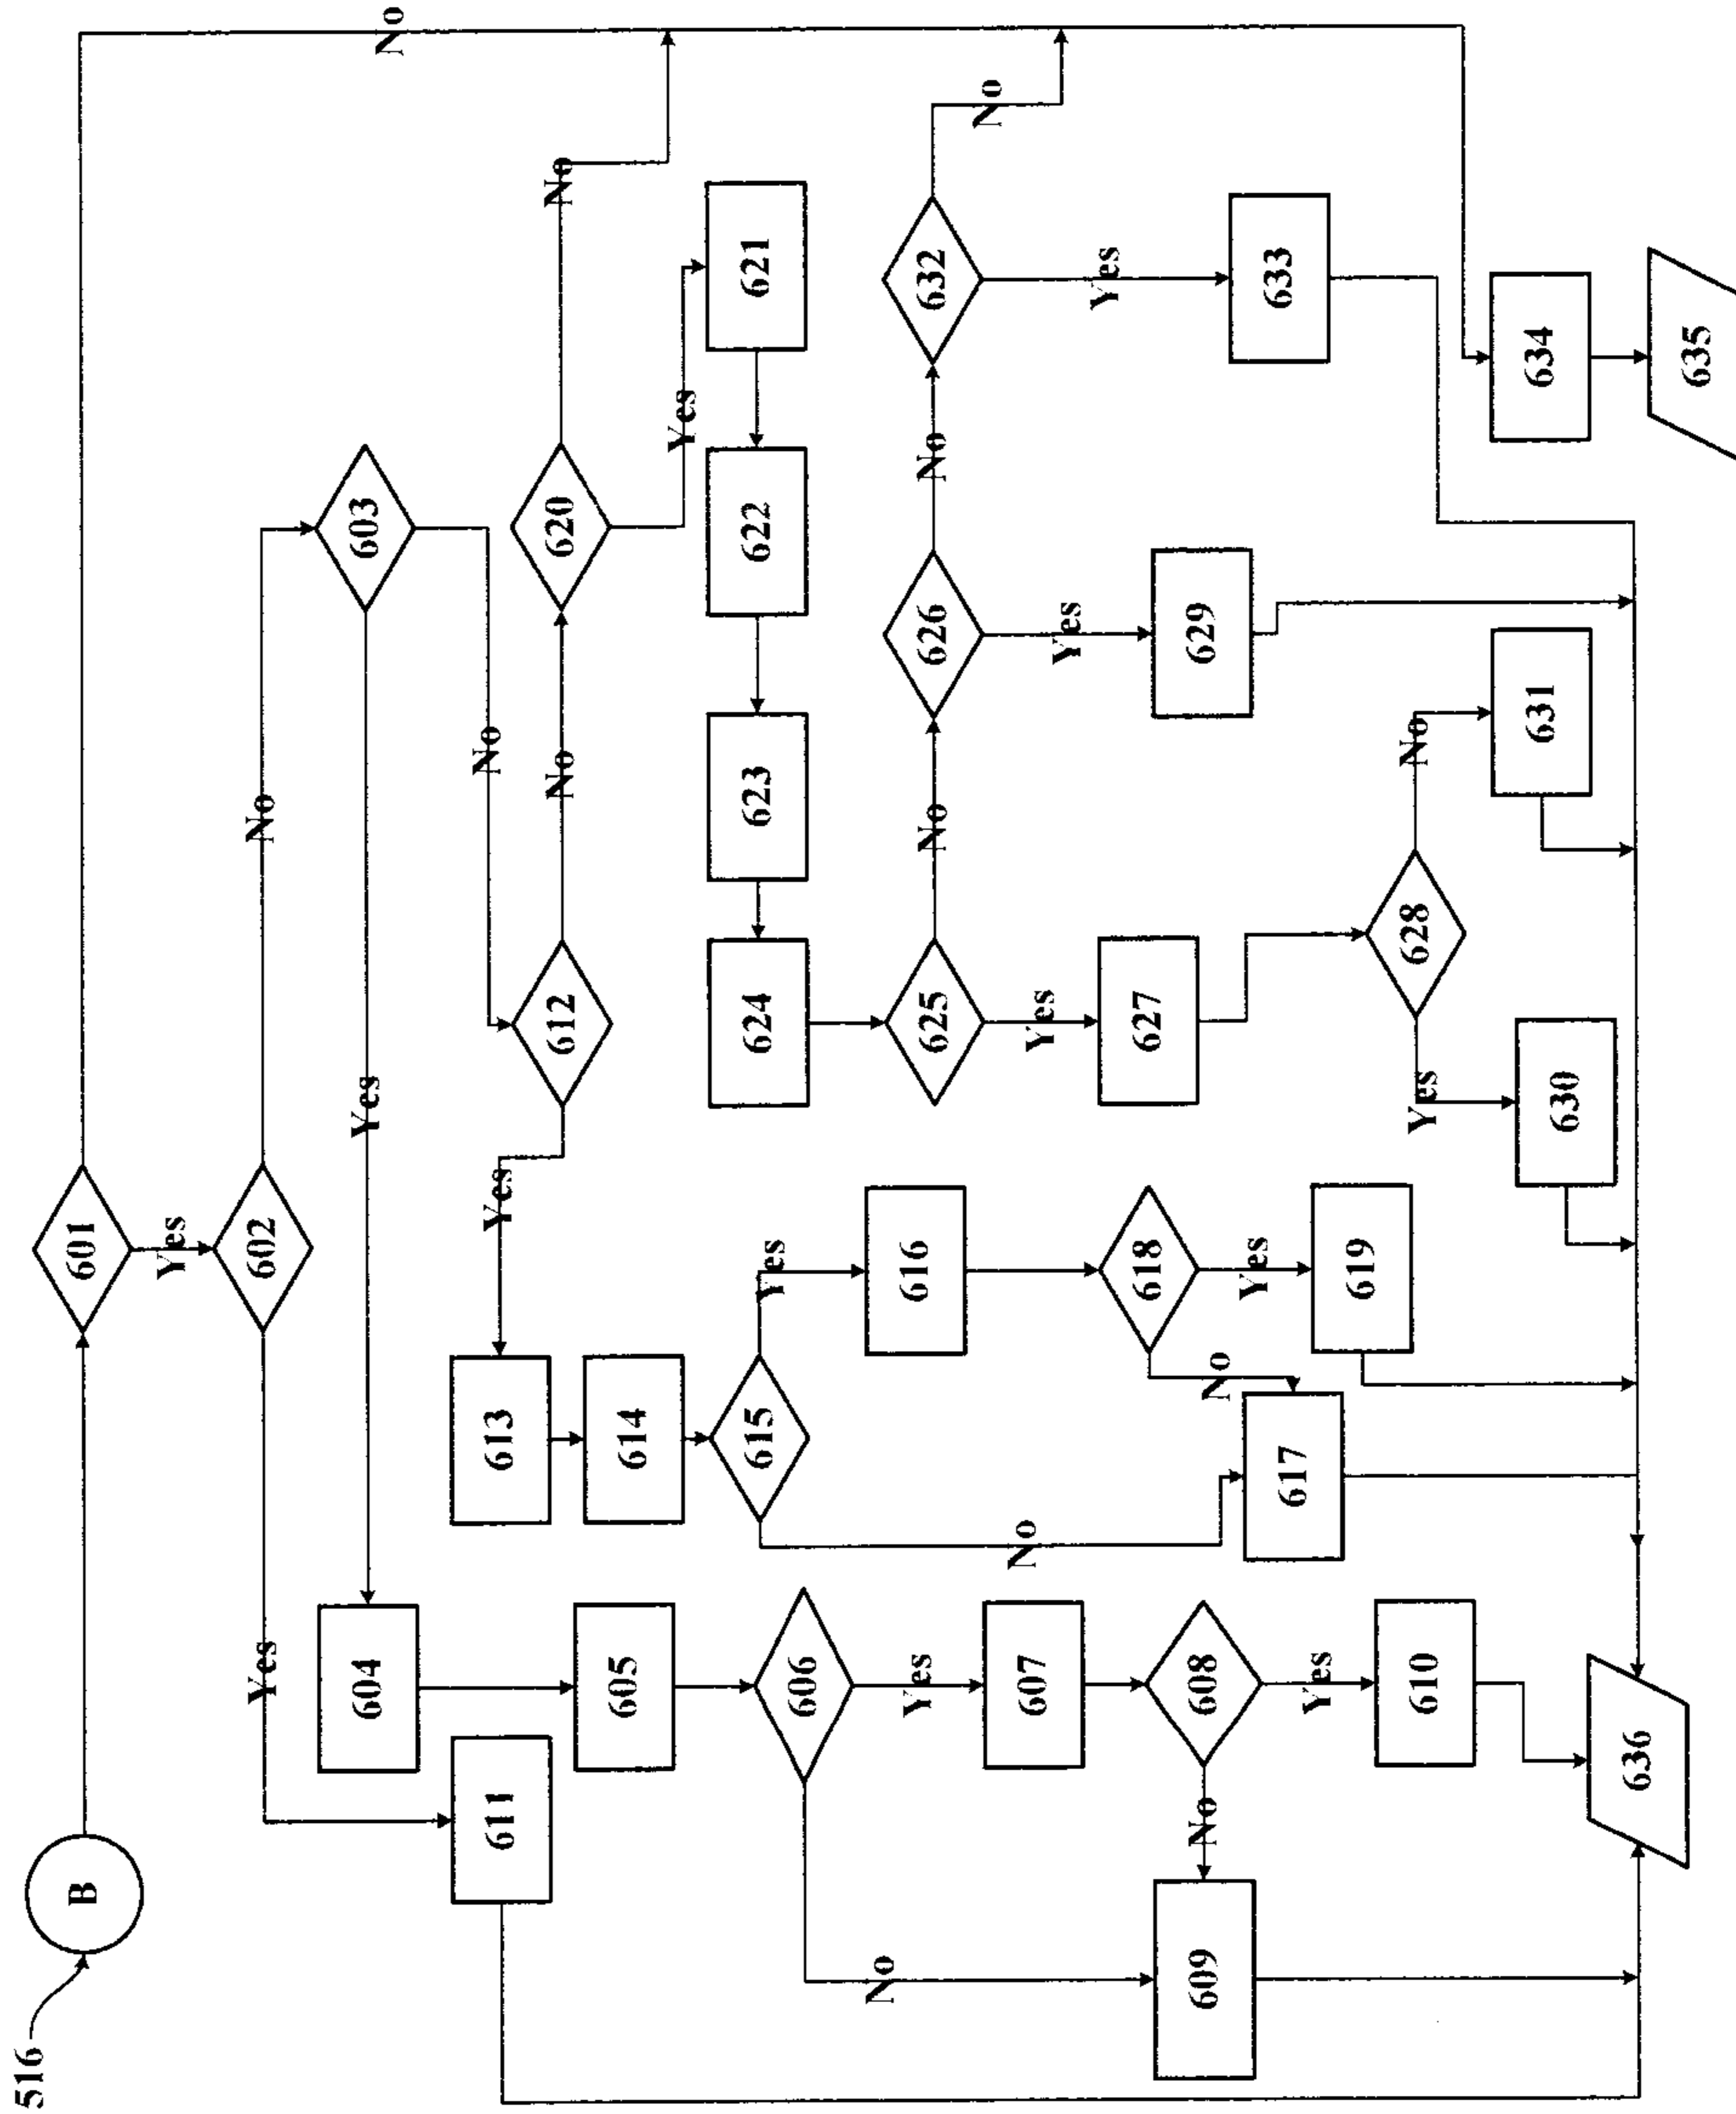 516
B
601
No
Yes
Yes
602
No
604
Yes
603
No
611
613
Yes
612
No
620
No
605
614
Yes
615
Yes
624
623
622
621
606
No
Yes
616
625
No
626
No
632
No
No
607
Yes
Yes
Yes
618
627
609
No
608
629
No
Yes
633
617
Yes
619
610
Yes
628
No
631
634
630
636
635